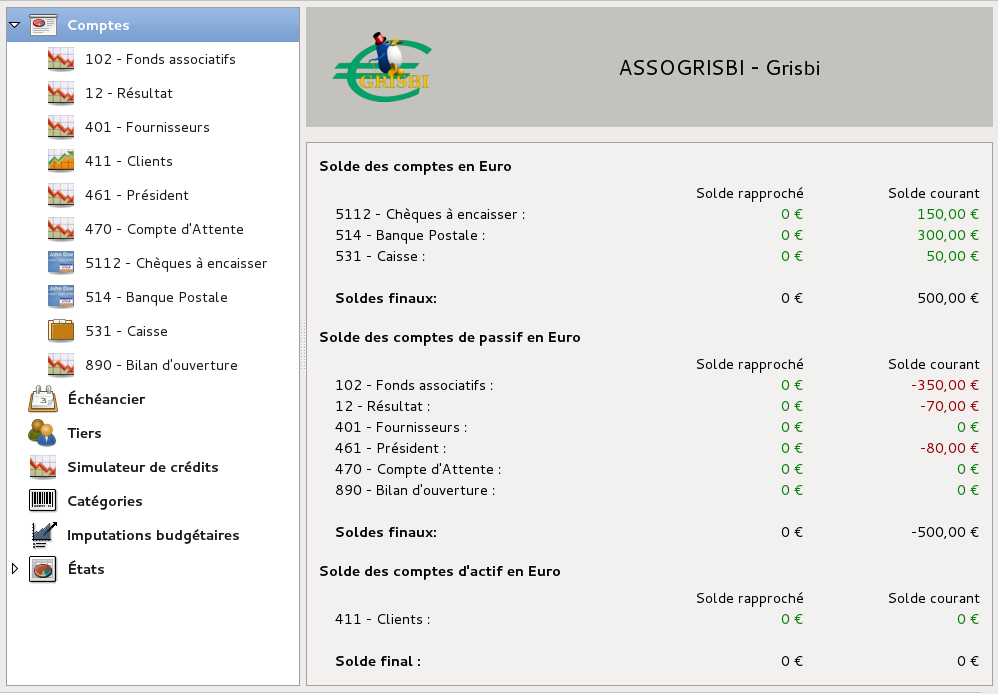 Comptes
102 - Fonds associatifs
12 - Résultat
401 - Fournisseurs
411 - Clients
461 - Président
470 - Compte d'Attente
5112 - Chèques à encaisser
514 - Banque Postale
531 - Caisse
890 - Bilan d'ouverture
Échéancier
Tiers
Simulateur de crédits
Catégories
Imputations budgétaires
États
GRISBI
ASSOGRISBI - Grisbi
Solde des comptes en Euro
Solde rapproché Solde courant
5112 - Chèques à encaisser : 0 € 150,00 €
514 - Banque Postale : 0 € 300,00 €
531 - Caisse : 0 € 50,00 €
Soldes finaux: 0 € 500,00 €
Solde des comptes de passif en Euro
Solde rapproché Solde courant
102 - Fonds associatifs : 0 € -350,00 €
12 - Résultat : 0 € -70,00 €
401 - Fournisseurs : 0 € 0 €
461 - Président : 0 € -80,00 €
470 - Compte d'Attente : 0 € 0 €
890 - Bilan d'ouverture : 0 € 0 €
Soldes finaux: 0 € -500,00 €
Solde des comptes d'actif en Euro
Solde rapproché Solde courant
411 - Clients : 0 € 0 €
Solde final : 0 € 0 €